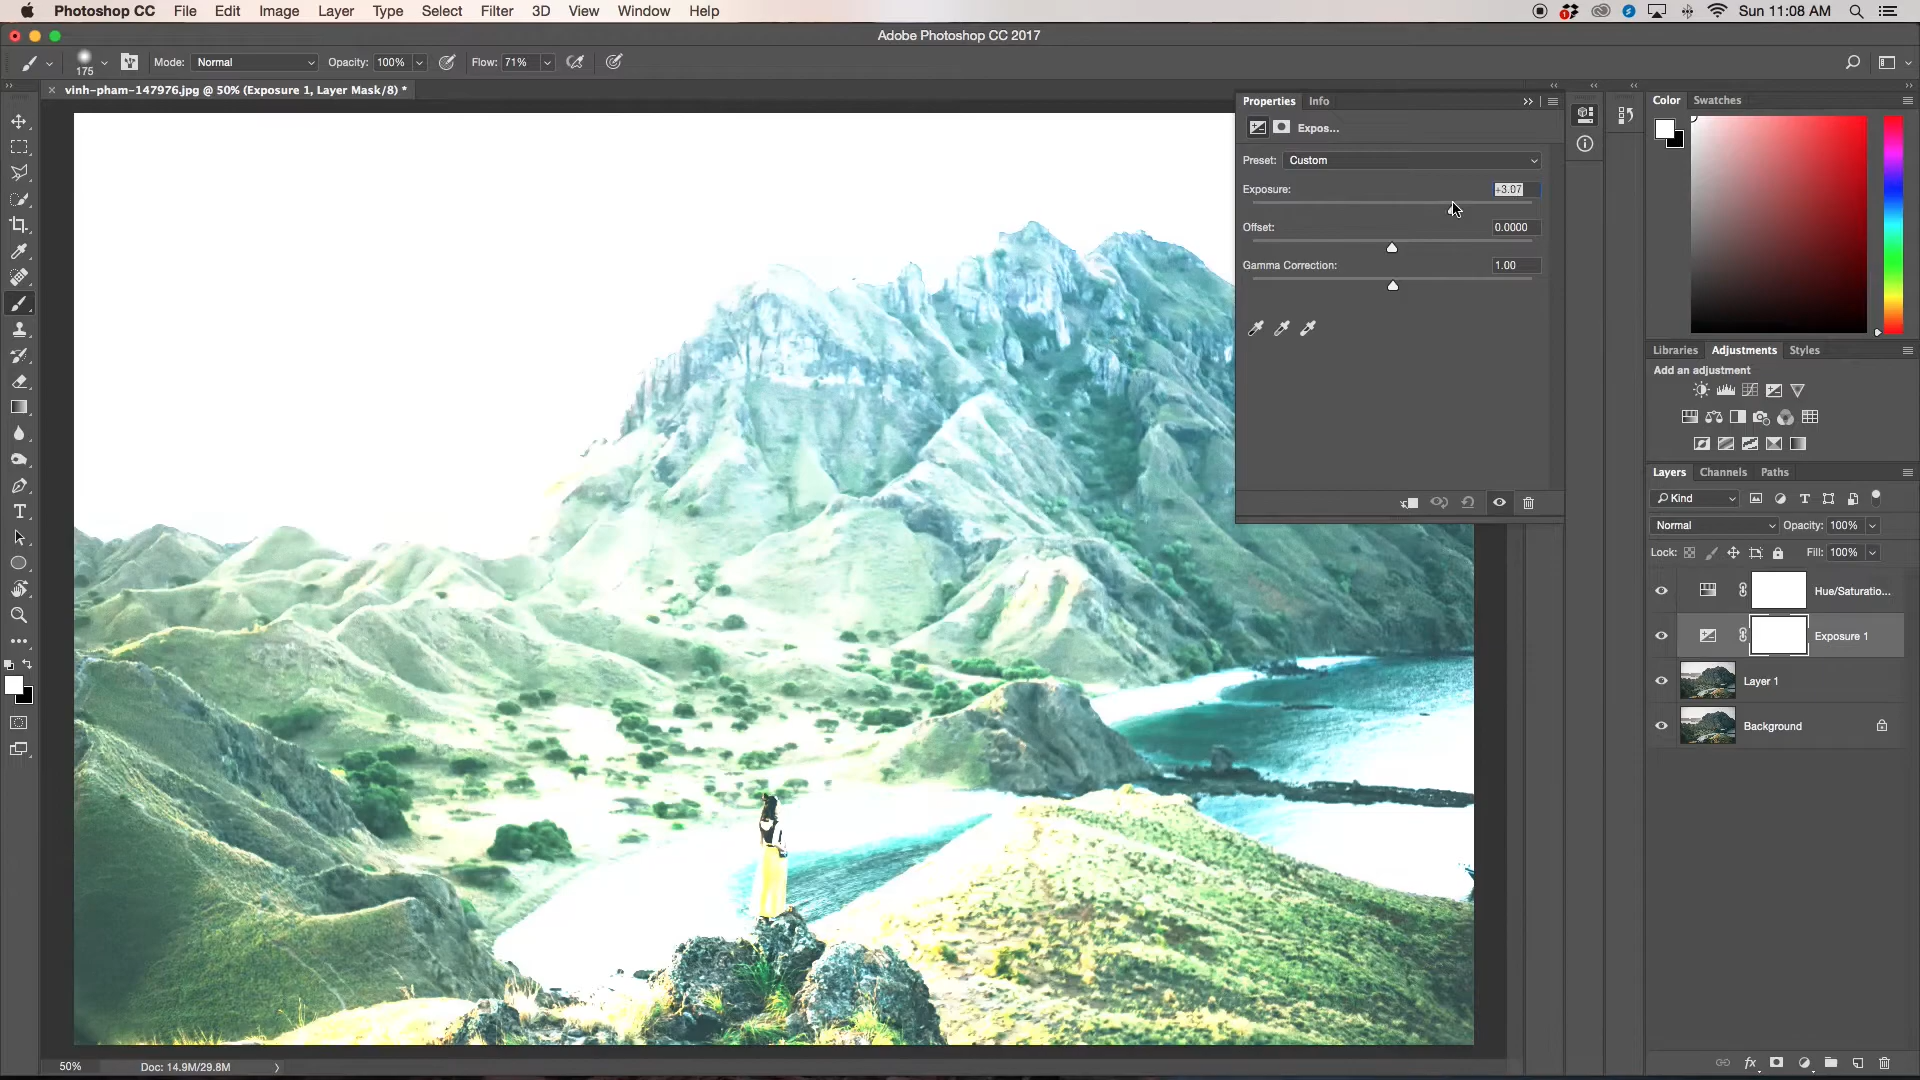 Photoshop CC File Edit Image Layer Type Select Filter 3D View Window Help 1 Sun 11:08 AM
Adobe Photoshop CC 2017
175 Mode: Normal Opacity: 100% Flow: 71%
× vinh-pham-147976.jpg @ 50% (Exposure 1, Layer Mask/8) *
Properties Info
Expos...
Preset: Custom
Exposure: +3.07
Offset: 0.0000
Gamma Correction: 1.00
Color Swatches
Libraries Adjustments Styles
Add an adjustment
Layers Channels Paths
Kind
Normal Opacity: 100%
Lock: Fill: 100%
Hue/Saturatio...
Exposure 1
Layer 1
Background
fx
50% Doc: 14.9M/29.8M